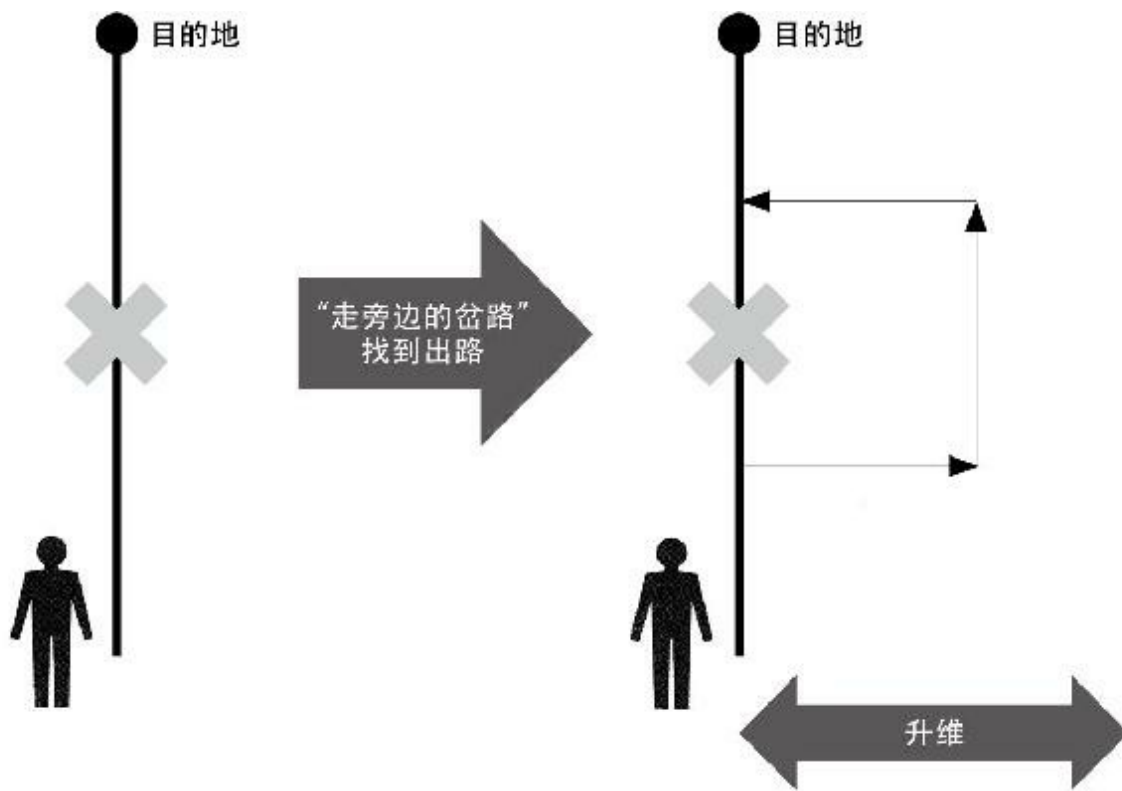 目的地
目的地
“走旁边的岔路”
找到出路
升维